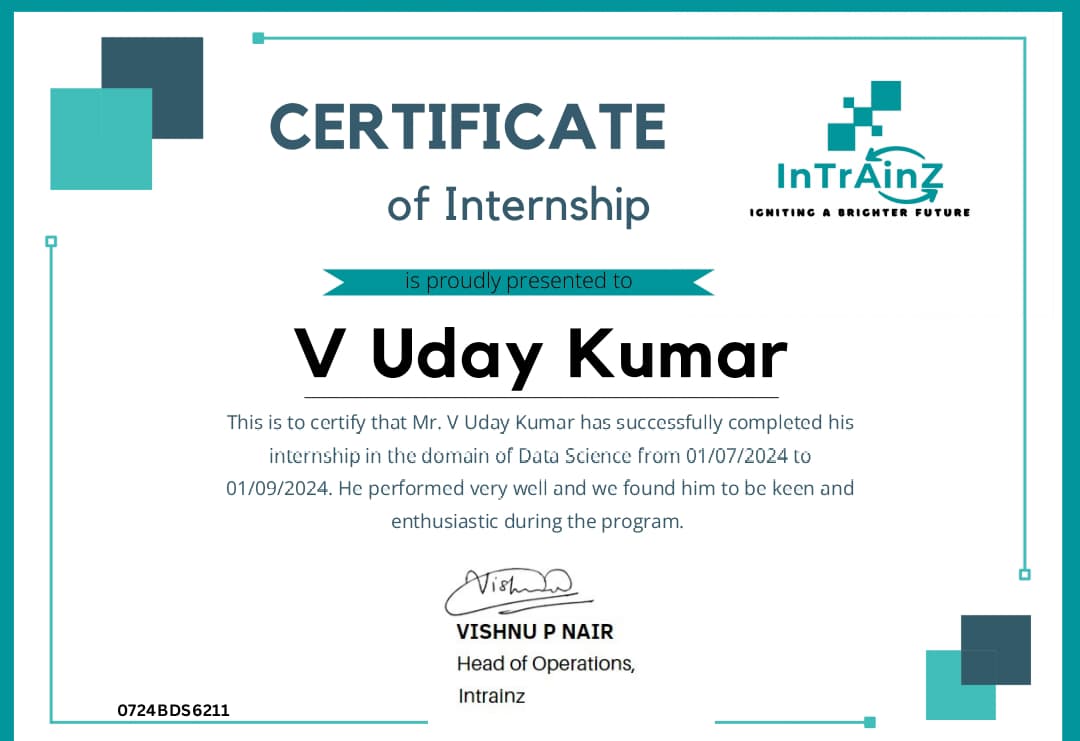 CERTIFICATE
of Internship
InTrAinZ
IGNITING A BRIGHTER FUTURE
is proudly presented to
V Uday Kumar
This is to certify that Mr. V Uday Kumar has successfully completed his
internship in the domain of Data Science from 01/07/2024 to
01/09/2024. He performed very well and we found him to be keen and
enthusiastic during the program.
VISHNU P NAIR
Head of Operations,
Intrainz
0724BDS6211